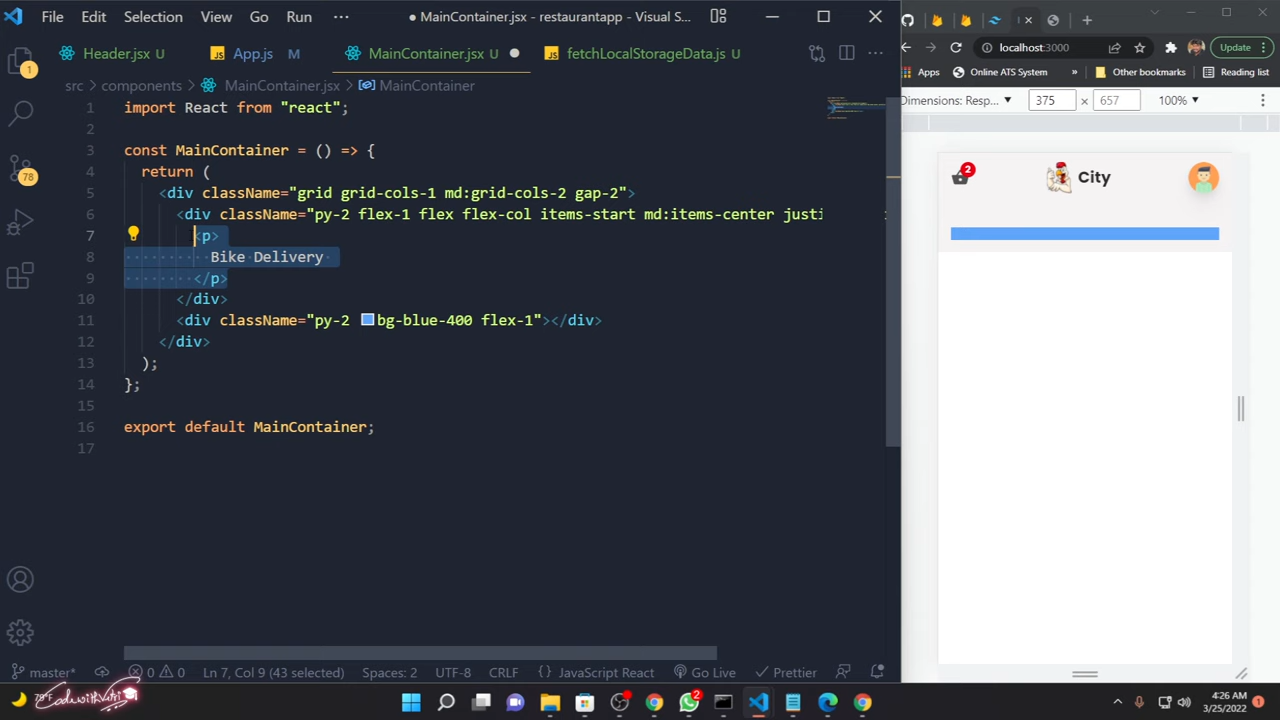 File Edit Selection View Go Run ··· ● MainContainer.jsx - restaurantapp - Visual S...
Header.jsx U App.js M MainContainer.jsx U ● fetchLocalStorageData.js U
src > components > MainContainer.jsx > MainContainer
1 import React from "react";
2
3 const MainContainer = () => {
4 return (
5 <div className="grid grid-cols-1 md:grid-cols-2 gap-2">
6 <div className="py-2 flex-1 flex flex-col items-start md:items-center justi
7 <p>
8 Bike Delivery
9 </p>
10 </div>
11 <div className="py-2 bg-blue-400 flex-1"></div>
12 </div>
13 );
14 };
15
16 export default MainContainer;
17
1
78
master* 0 0 Ln 7, Col 9 (43 selected) Spaces: 2 UTF-8 CRLF {} JavaScript React Go Live Prettier
localhost:3000 Update
Apps Online ATS System » Other bookmarks Reading list
Dimensions: Resp... 375 × 657 100%
2 City
78°F
CodewithVetri
2
4:26 AM
3/25/2022